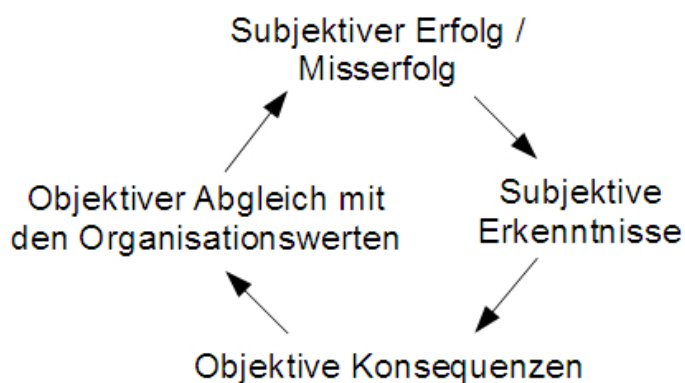 Subjektiver Erfolg /
Misserfolg
Subjektive
Erkenntnisse
Objektive Konsequenzen
Objektiver Abgleich mit
den Organisationswerten